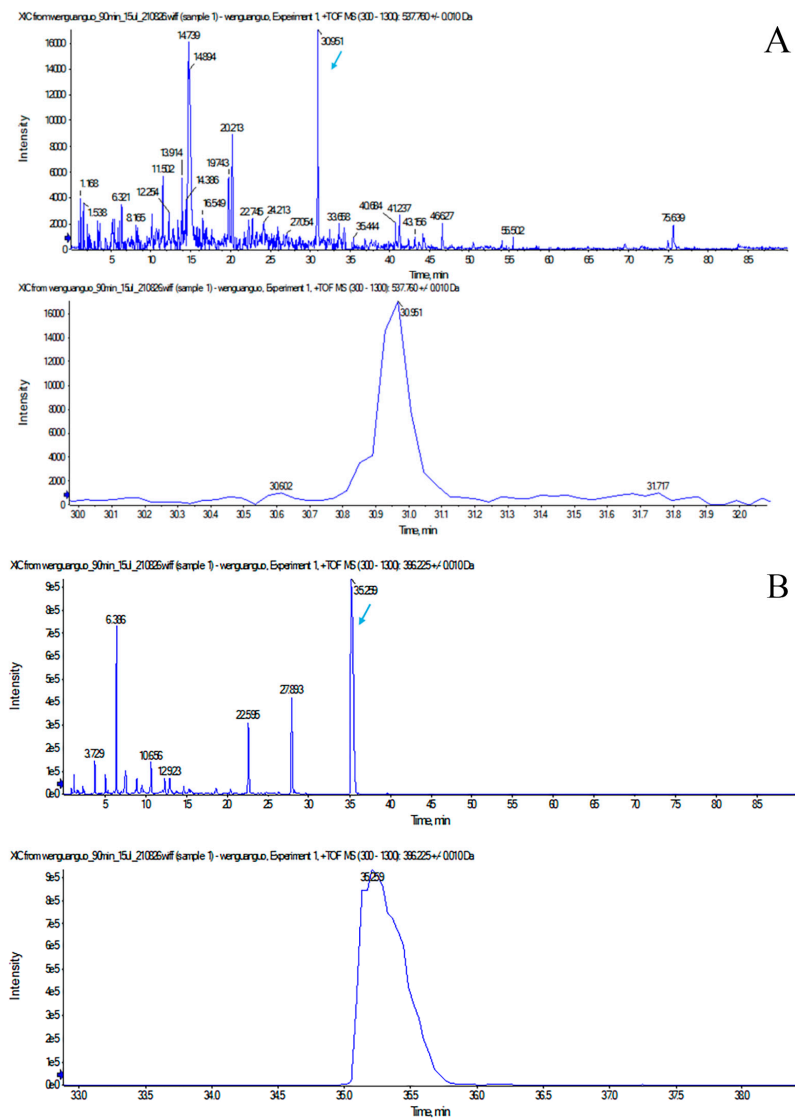 XIC from wenguanguo_90min_15ul_210826.wiff (sample 1) - wenguanguo, Experiment 1, +TOF MS (300 - 1300): 537.760 +/- 0.010 Da
A
Intensity
16000
14000
12000
10000
8000
6000
4000
2000
0
1.168
1.538
6.321
8.165
11.502
12.254
13.914
14.739
14.894
14.386
16.549
19.743
20.213
22.745
24.213
27.054
30.951
33.658
35.444
40.684
41.237
43.156
46.627
55.502
75.639
5 10 15 20 25 30 35 40 45 50 55 60 65 70 75 80 85
Time, min
XIC from wenguanguo_90min_15ul_210826.wiff (sample 1) - wenguanguo, Experiment 1, +TOF MS (300 - 1300): 537.760 +/- 0.010 Da
Intensity
16000
14000
12000
10000
8000
6000
4000
2000
0
30.602
30.951
31.717
30.0 30.1 30.2 30.3 30.4 30.5 30.6 30.7 30.8 30.9 31.0 31.1 31.2 31.3 31.4 31.5 31.6 31.7 31.8 31.9 32.0
Time, min
XIC from wenguanguo_90min_15ul_210826.wiff (sample 1) - wenguanguo, Experiment 1, +TOF MS (300 - 1300): 396.225 +/- 0.010 Da
B
Intensity
9e5
8e5
7e5
6e5
5e5
4e5
3e5
2e5
1e5
0e0
3.729
6.386
10.656
12.923
22.595
27.893
35.259
5 10 15 20 25 30 35 40 45 50 55 60 65 70 75 80 85
Time, min
XIC from wenguanguo_90min_15ul_210826.wiff (sample 1) - wenguanguo, Experiment 1, +TOF MS (300 - 1300): 396.225 +/- 0.010 Da
Intensity
9e5
8e5
7e5
6e5
5e5
4e5
3e5
2e5
1e5
0e0
35.259
33.0 33.5 34.0 34.5 35.0 35.5 36.0 36.5 37.0 37.5 38.0
Time, min